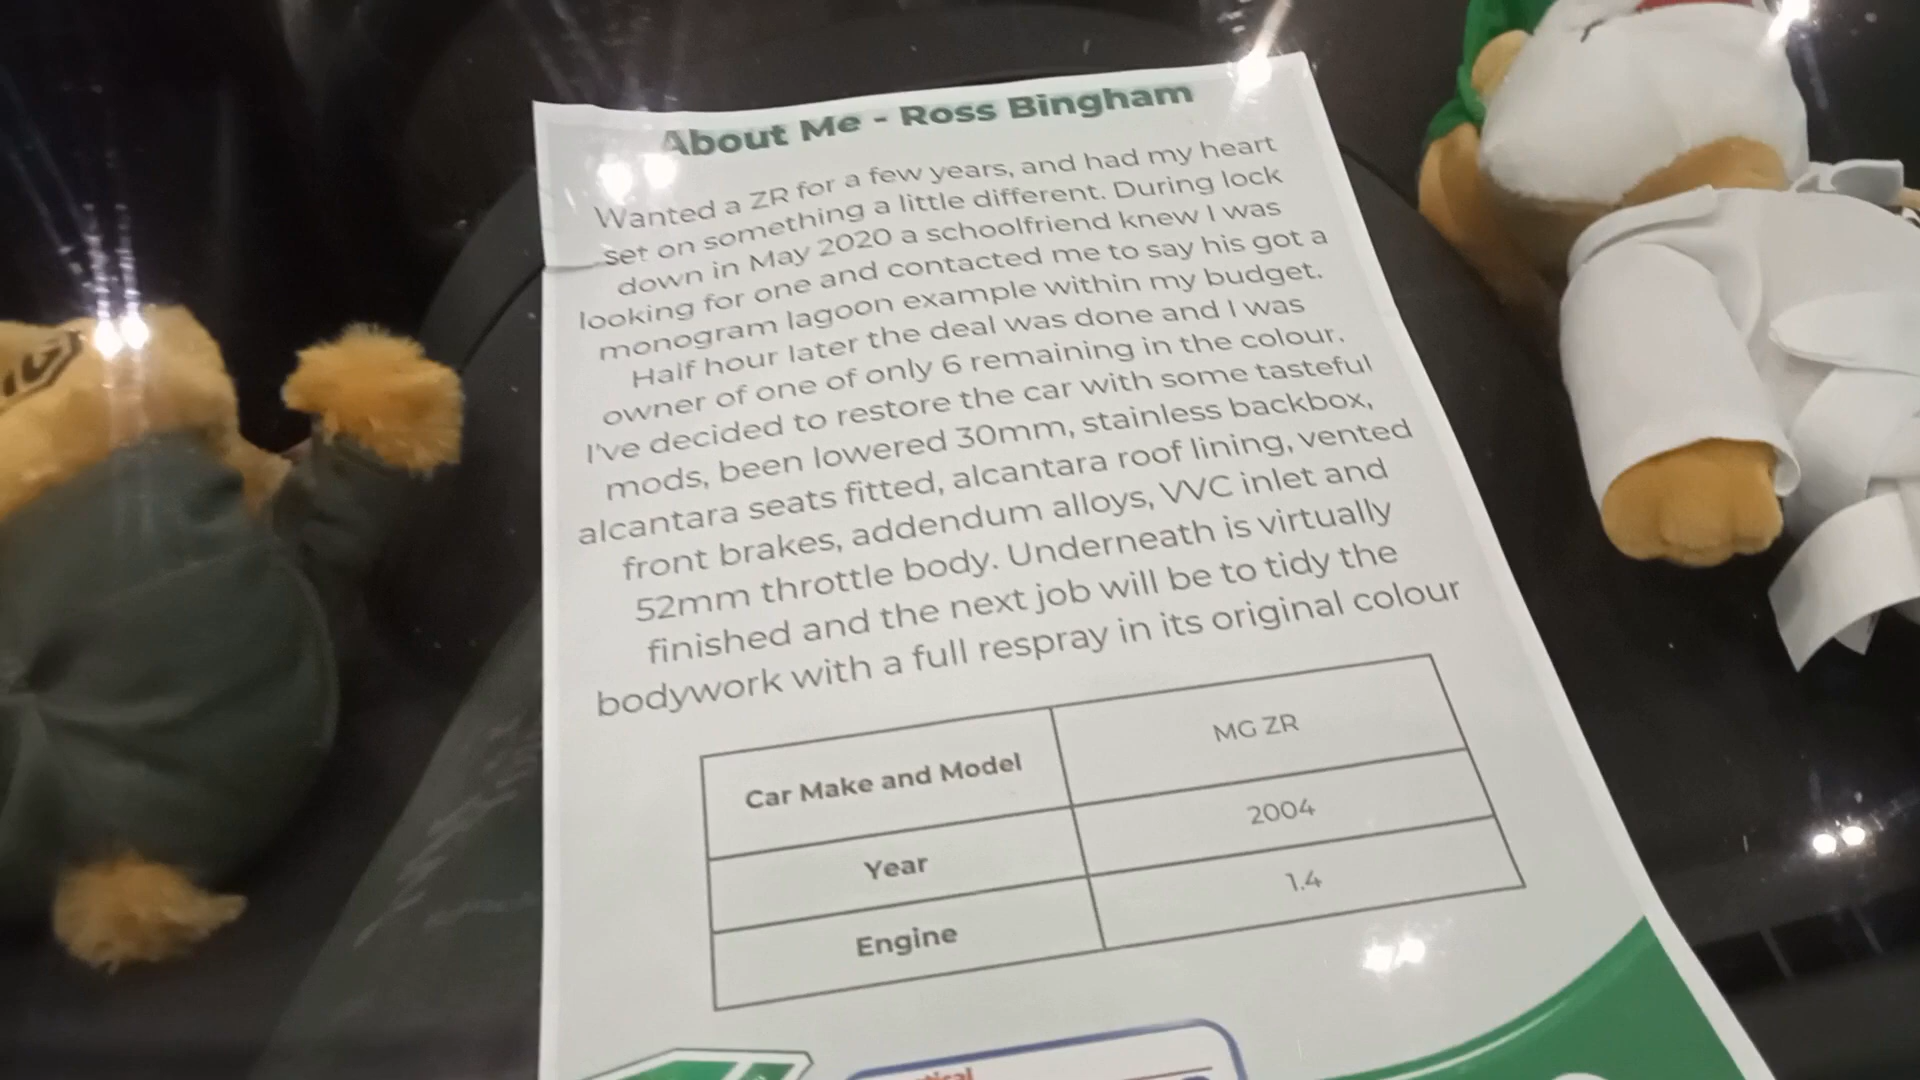 About Me - Ross Bingham
Wanted a ZR for a few years, and had my heart
set on something a little different. During lock
down in May 2020 a schoolfriend knew I was
looking for one and contacted me to say his got a
monogram lagoon example within my budget.
Half hour later the deal was done and I was
owner of one of only 6 remaining in the colour.
I've decided to restore the car with some tasteful
mods, been lowered 30mm, stainless backbox,
alcantara seats fitted, alcantara roof lining, vented
front brakes, addendum alloys, VVC inlet and
52mm throttle body. Underneath is virtually
finished and the next job will be to tidy the
bodywork with a full respray in its original colour
Car Make and Model MG ZR
Year 2004
Engine 1.4